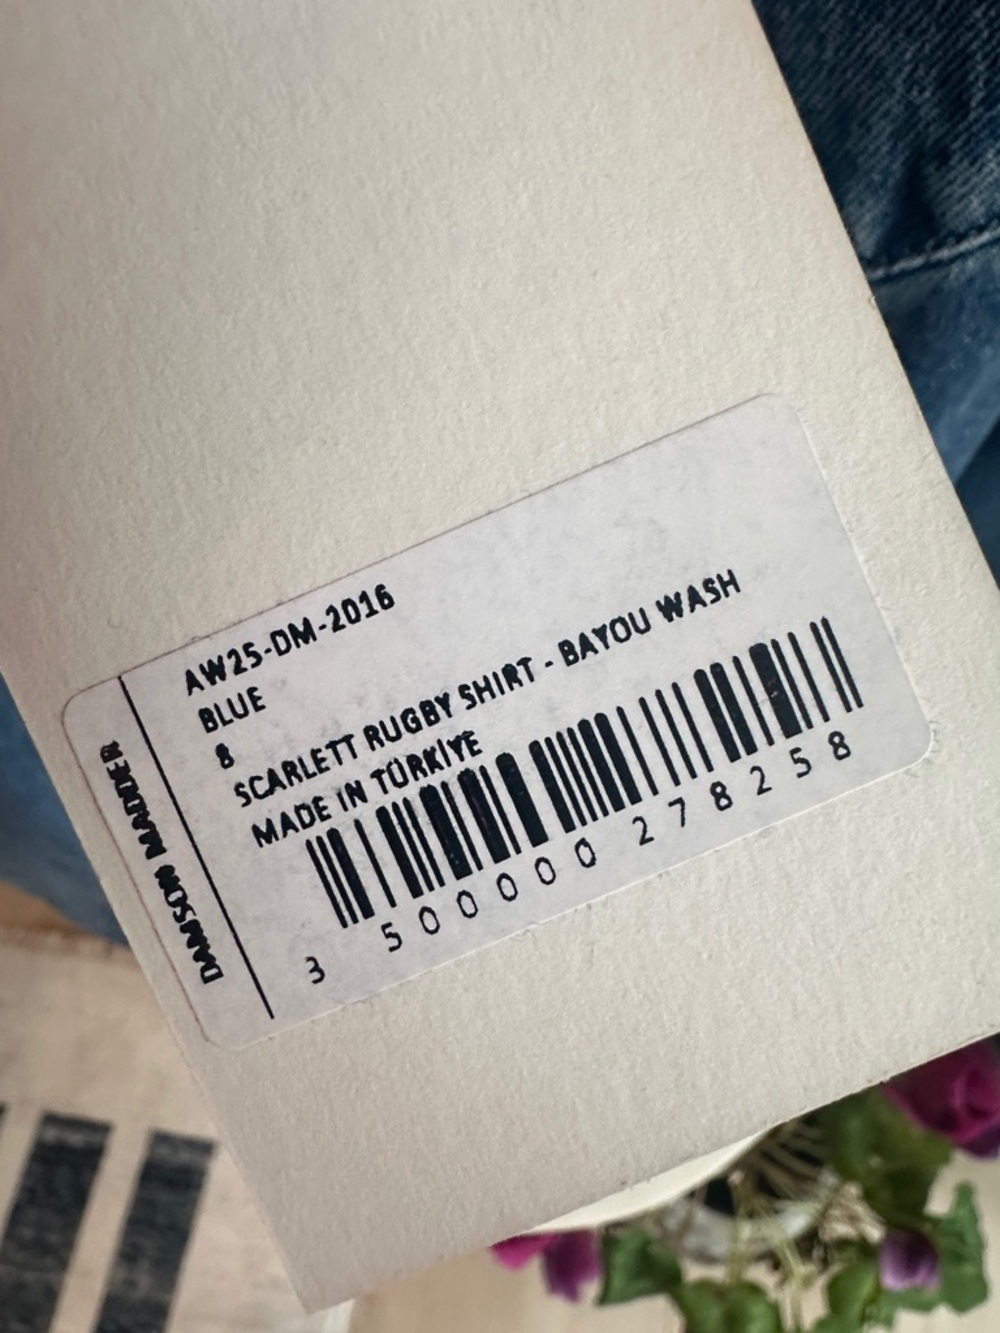 AW25-DM-2016
BLUE
8
SCARLETT RUGBY SHIRT - BAYOU WASH
MADE IN TÜRKİYE
3 500000 278258
DAMSON MADDER